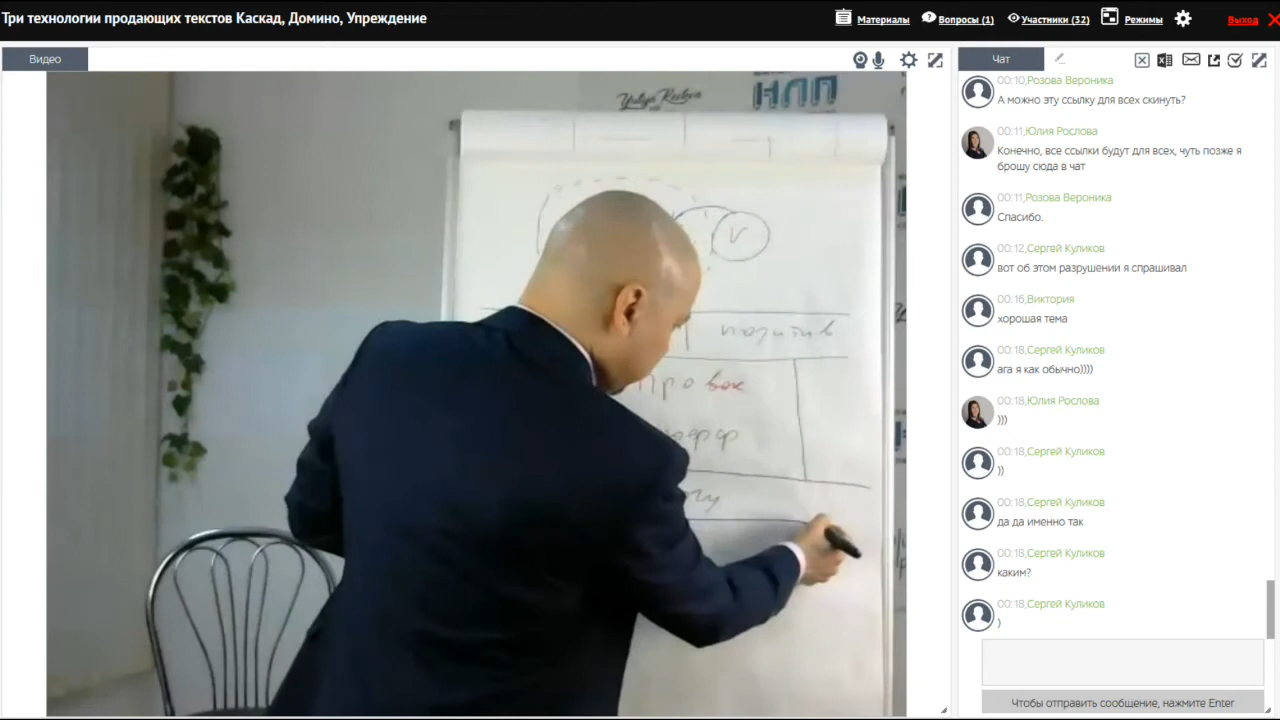 Три технологии продающих текстов Каскад, Домино, Упреждение
Материалы
Вопросы (1)
Участники (32)
Режимы
Выход
Видео
Чат
Yulya Roslova
НЛП
V
позитив
Провок
00:10,Розова Вероника
А можно эту ссылку для всех скинуть?
00:11,Юлия Рослова
Конечно, все ссылки будут для всех, чуть позже я
брошу сюда в чат
00:11,Розова Вероника
Спасибо.
00:12,Сергей Куликов
вот об этом разрушении я спрашивал
00:16,Виктория
хорошая тема
00:18,Сергей Куликов
ага я как обычно))))
00:18,Юлия Рослова
)))
00:18,Сергей Куликов
))
00:18,Сергей Куликов
да да именно так
00:18,Сергей Куликов
каким?
00:18,Сергей Куликов
)
Чтобы отправить сообщение, нажмите Enter